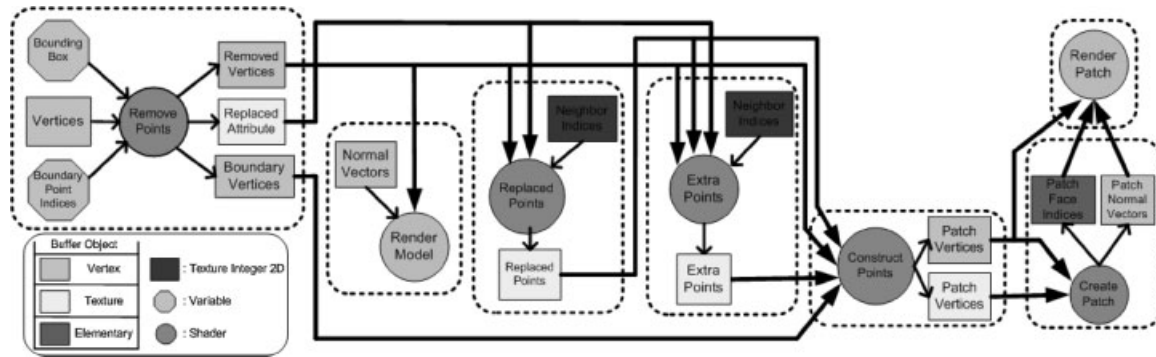 Bounding
Box
Vertices
Boundary
Point
Indices
Remove
Points
Removed
Vertices
Replaced
Attribute
Boundary
Vertices
Normal
Vectors
Render
Model
Neighbor
Indices
Replaced
Points
Replaced
Points
Neighbor
Indices
Extra
Points
Extra
Points
Construct
Points
Patch
Vertices
Patch
Vertices
Render
Patch
Patch
Face
Indices
Patch
Normal
Vectors
Create
Patch
Buffer Object
Vertex
Texture
Elementary
: Texture Integer 2D
: Variable
: Shader